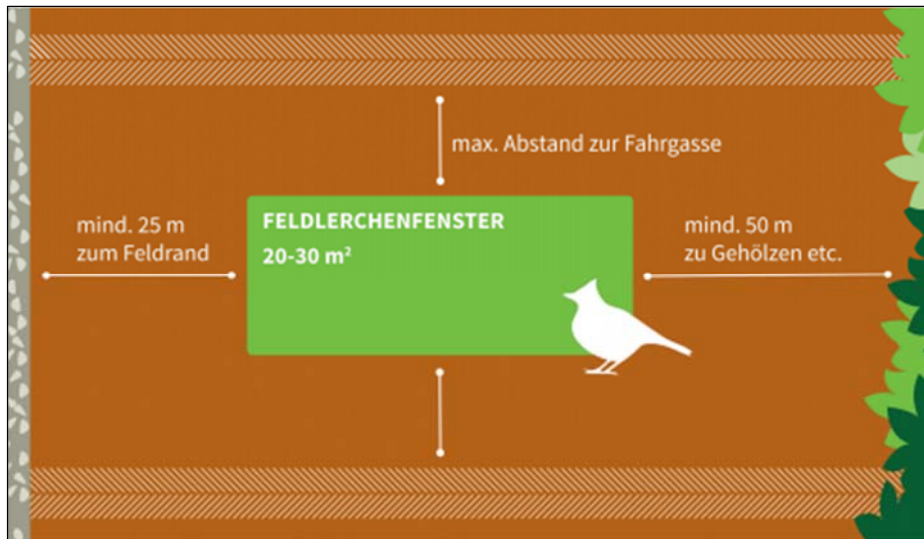 max. Abstand zur Fahrgasse
mind. 25 m
zum Feldrand
FELDLERCHENFENSTER
20-30 m²
mind. 50 m
zu Gehölzen etc.